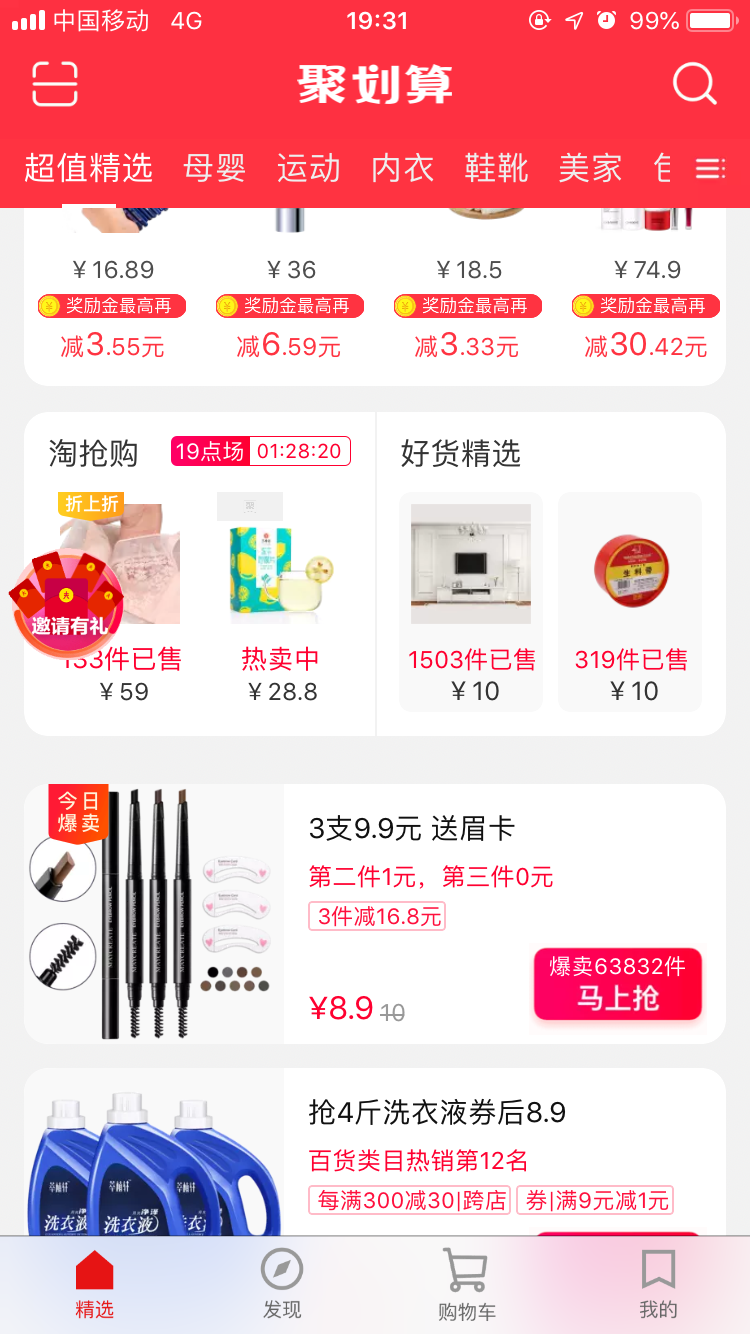 中国移动 4G 19:31 99%
聚划算
超值精选 母婴 运动 内衣 鞋靴 美家
¥16.89 ¥36 ¥18.5 ¥74.9
奖励金最高再 奖励金最高再 奖励金最高再 奖励金最高再
减3.55元 减6.59元 减3.33元 减30.42元
淘抢购 19点场 01:28:20
折上折
邀请有礼
133件已售 热卖中
¥59 ¥28.8
好货精选
生料带
1503件已售 319件已售
¥10 ¥10
今日
爆卖
3支9.9元 送眉卡
第二件1元，第三件0元
3件减16.8元
爆卖63832件
¥8.9 10 马上抢
抢4斤洗衣液券后8.9
百货类目热销第12名
每满300减30|跨店 券|满9元减1元
洗衣液 洗衣液
精选 发现 购物车 我的